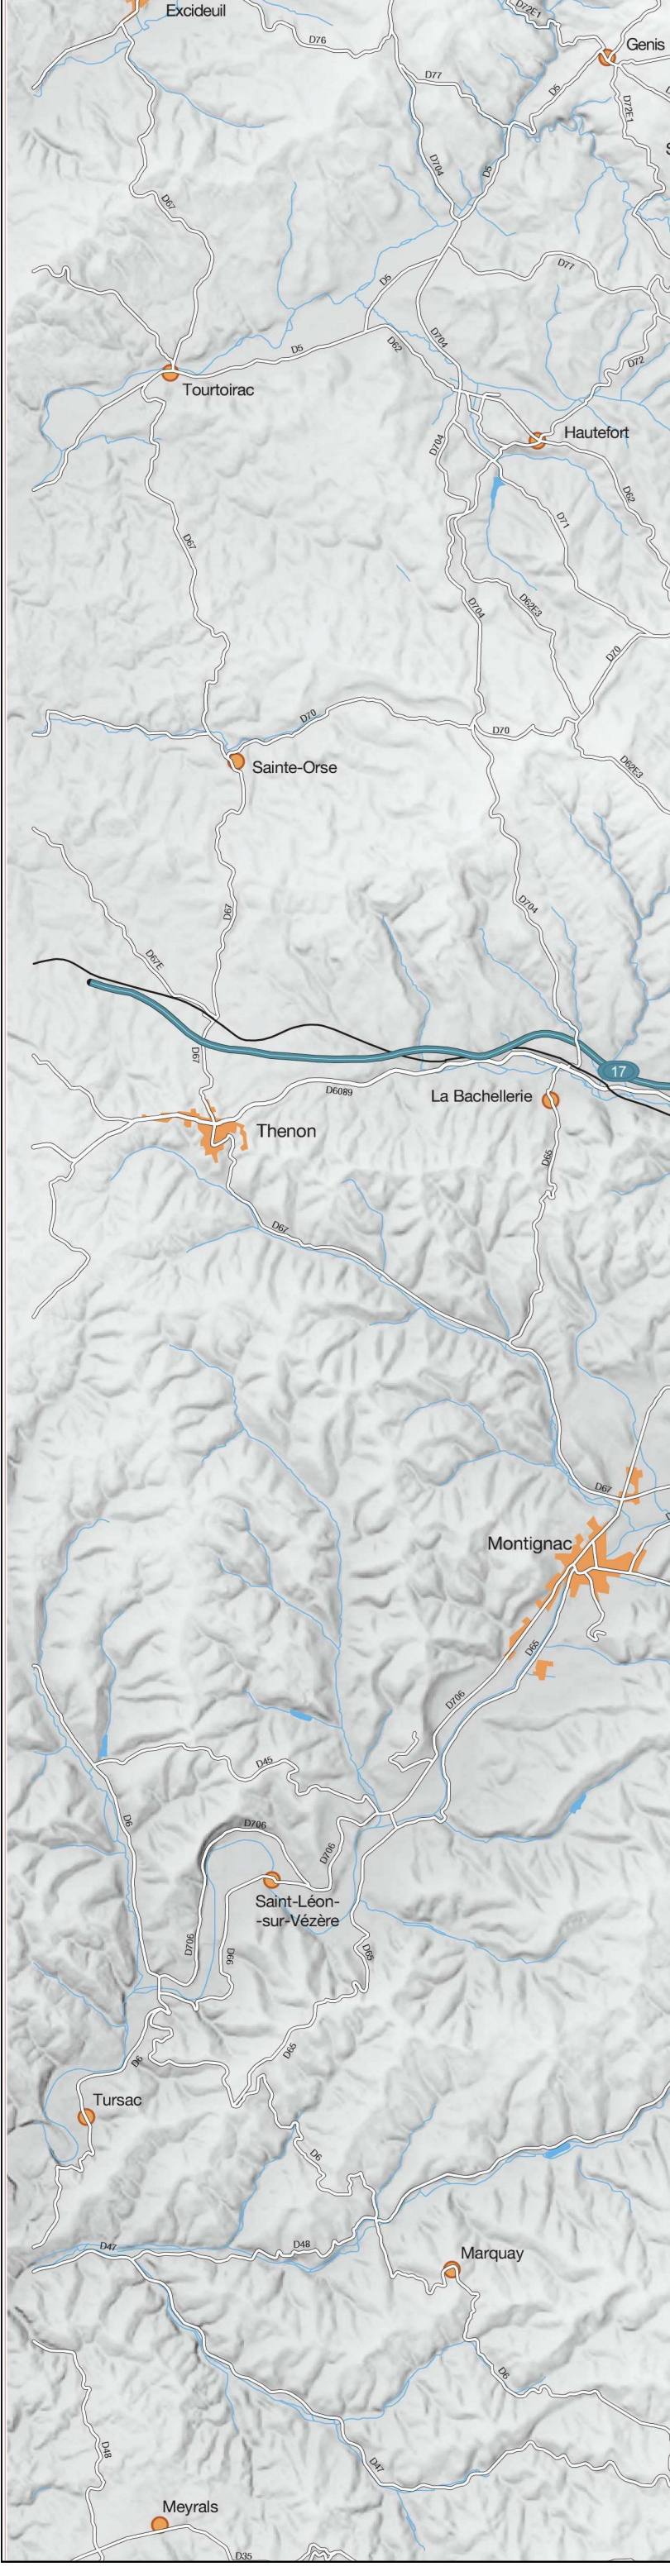 Excideuil
D72E1
D76
Genis
D77
D5
D72E1
D704
D5
D67
D77
D5
D704
D62
D5
D72
Tourtoirac
Hautefort
D704
D62
D71
D67
D62E3
D704
D70
D70
D70
Sainte-Orse
D62E3
D67
D704
D67E
D67
17
D6089
La Bachellerie
Thenon
D65
D67
D67
Montignac
D65
D706
D45
D6
D706
D706
Saint-Léon-
-sur-Vézère
D706
D66
D65
D65
D6
Tursac
D6
D47
D48
Marquay
D6
D48
D47
Meyrals
D35